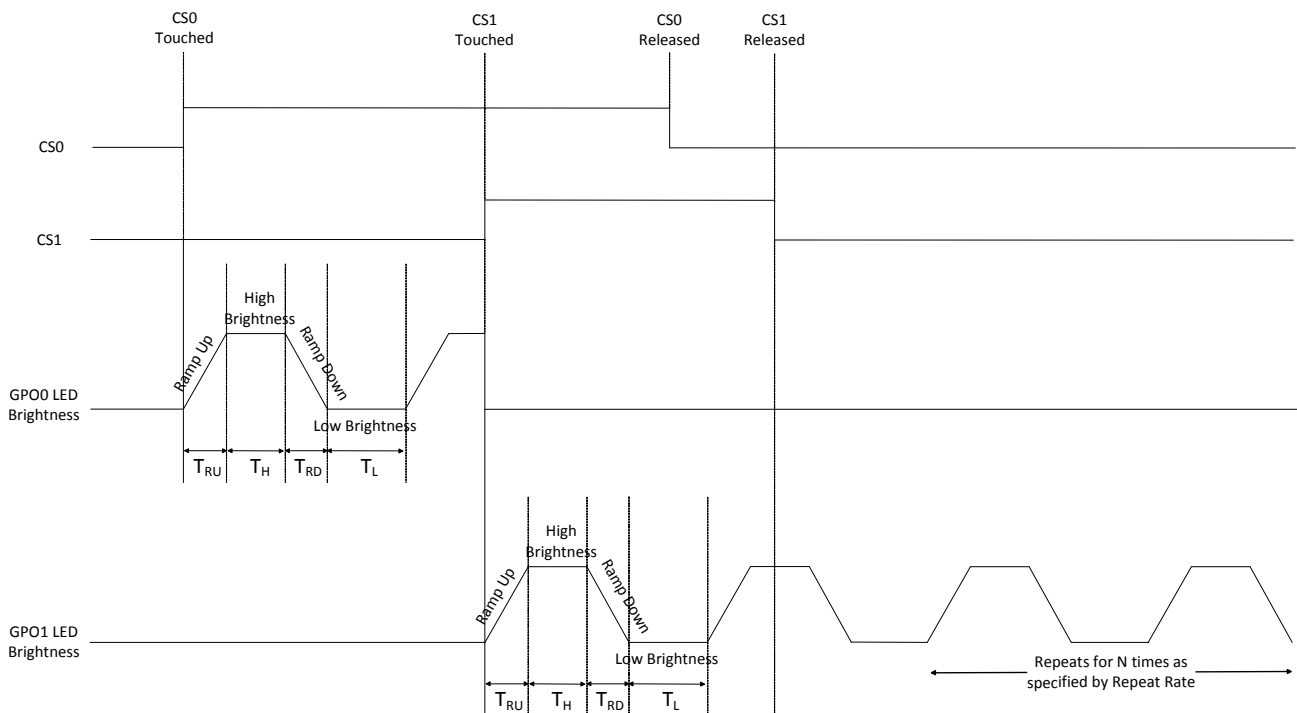 CS0
Touched
CS1
Touched
CS0
Released
CS1
Released
CS0
CS1
High
Brightness
Ramp Up
Ramp Down
GPO0 LED
Brightness
Low Brightness
TRU
TH
TRD
TL
High
Brightness
Ramp Up
Ramp Down
GPO1 LED
Brightness
Low Brightness
Repeats for N times as
specified by Repeat Rate
TRU
TH
TRD
TL